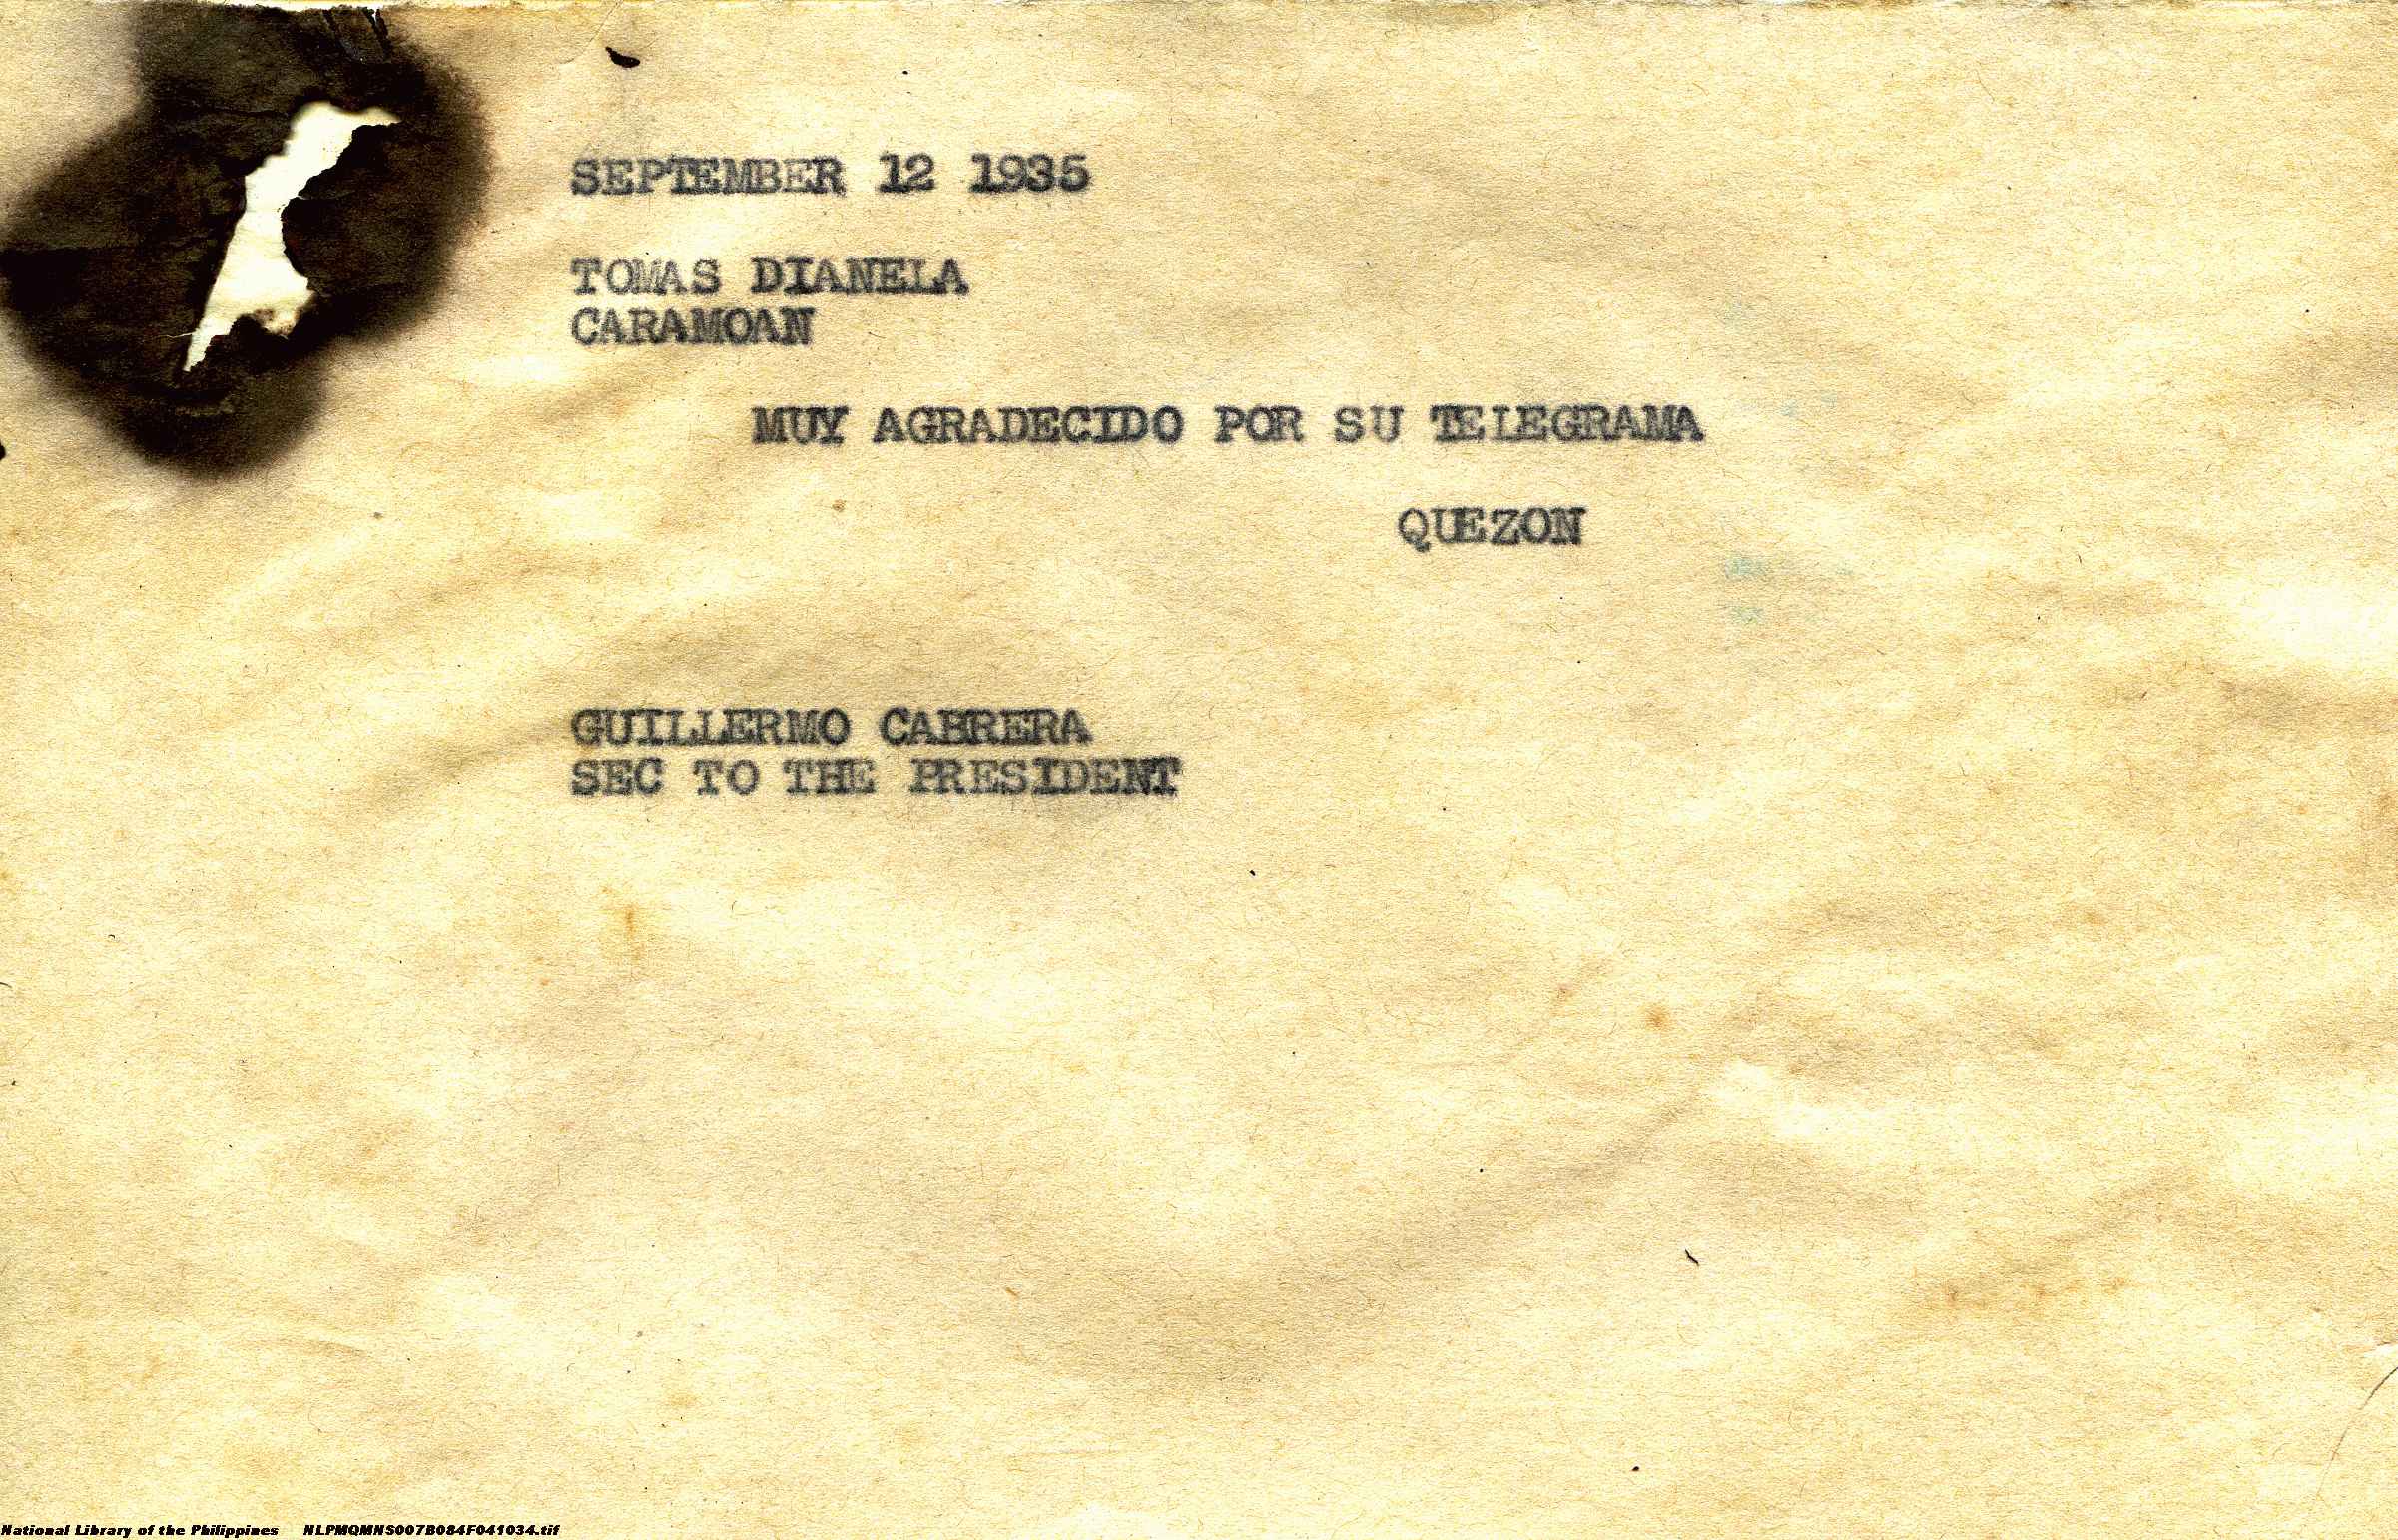 SEPTEMBER 12 1935
TOMAS DIANELA
CARAMOAN
MUY AGRADECIDO POR SU TELEGRAMA
QUEZON
GUILLERMO CABRERA
SEC TO THE PRESIDENT
National Library of the Philippines NLPMQMNS007B084F041034.tif